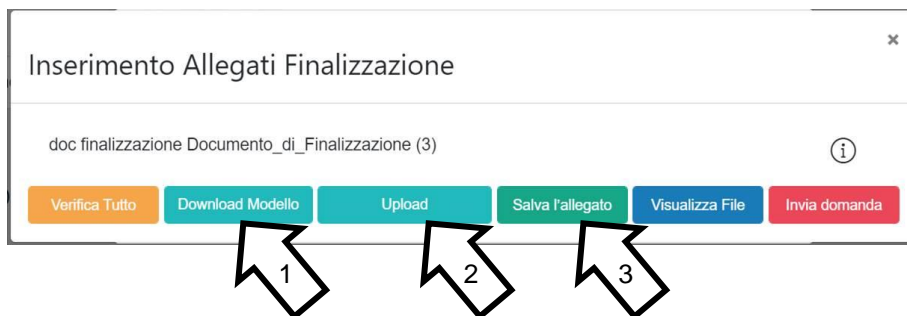 ×
Inserimento Allegati Finalizzazione
doc finalizzazione Documento_di_Finalizzazione (3)
i
Verifica Tutto Download Modello Upload Salva l'allegato Visualizza File Invia domanda
1 2 3